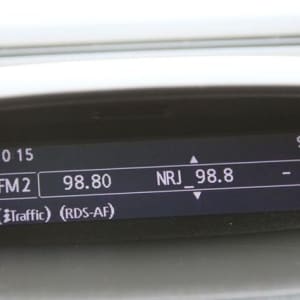 0 15
FM2 98.80 NRJ_98.8 -
(Traffic) (RDS-AF)